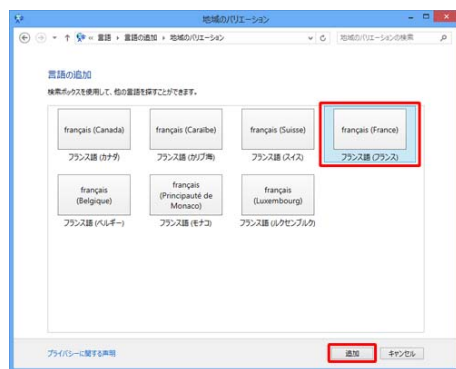 地域のバリエーション
« 言語 ▸ 言語の追加 ▸ 地域のバリエーション
地域のバリエーションの検索
言語の追加
検索ボックスを使用して、他の言語を探すことができます。
français (Canada)
フランス語 (カナダ)
français (Caraïbe)
フランス語 (カリブ海)
français (Suisse)
フランス語 (スイス)
français (France)
フランス語 (フランス)
français
(Belgique)
フランス語 (ベルギー)
français
(Principauté de
Monaco)
フランス語 (モナコ)
français
(Luxembourg)
フランス語 (ルクセンブルク)
プライバシーに関する声明
追加
キャンセル